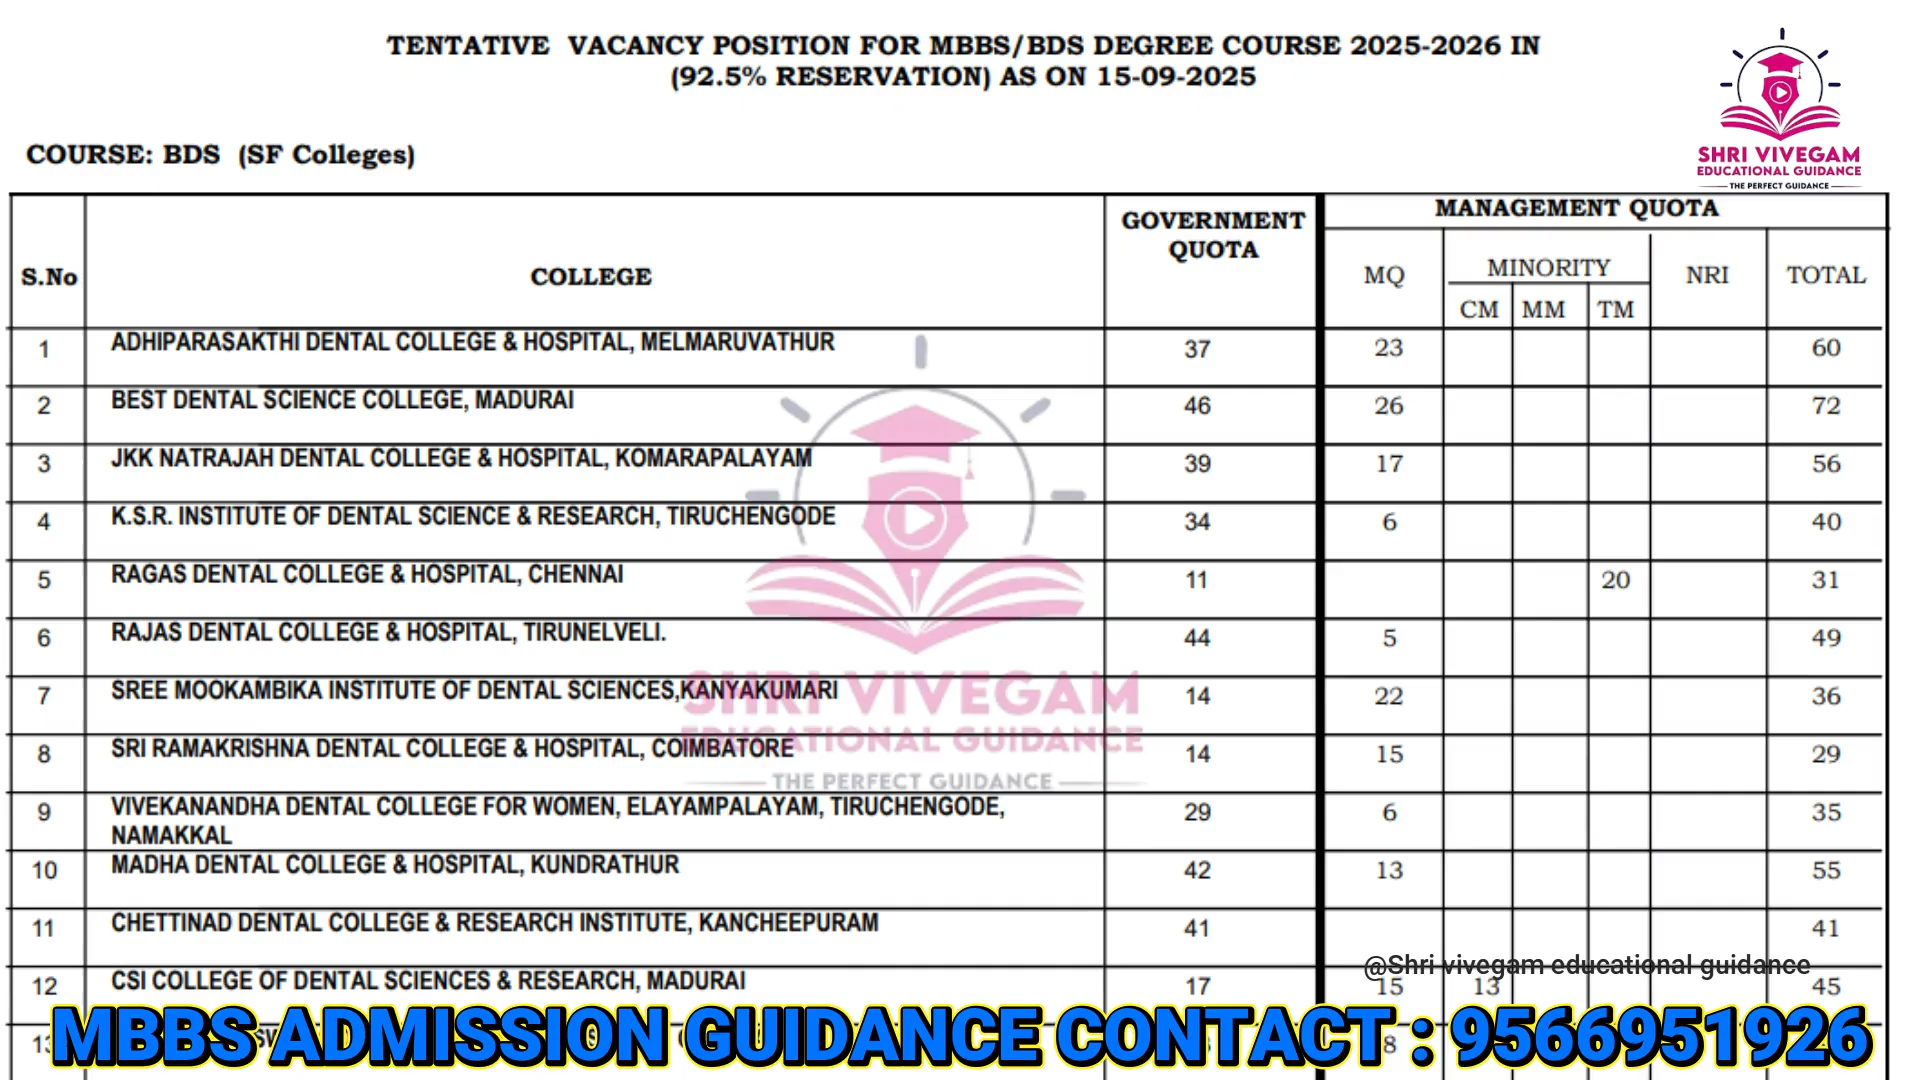 TENTATIVE VACANCY POSITION FOR MBBS/BDS DEGREE COURSE 2025-2026 IN
(92.5% RESERVATION) AS ON 15-09-2025
SHRI VIVEGAM
EDUCATIONAL GUIDANCE
THE PERFECT GUIDANCE
COURSE: BDS (SF Colleges)
S.No COLLEGE GOVERNMENT QUOTA MANAGEMENT QUOTA
MQ MINORITY NRI TOTAL
CM MM TM
1 ADHIPARASAKTHI DENTAL COLLEGE & HOSPITAL, MELMARUVATHUR 37 23 60
2 BEST DENTAL SCIENCE COLLEGE, MADURAI 46 26 72
3 JKK NATRAJAH DENTAL COLLEGE & HOSPITAL, KOMARAPALAYAM 39 17 56
4 K.S.R. INSTITUTE OF DENTAL SCIENCE & RESEARCH, TIRUCHENGODE 34 6 40
5 RAGAS DENTAL COLLEGE & HOSPITAL, CHENNAI 11 20 31
6 RAJAS DENTAL COLLEGE & HOSPITAL, TIRUNELVELI. 44 5 49
7 SREE MOOKAMBIKA INSTITUTE OF DENTAL SCIENCES,KANYAKUMARI 14 22 36
SHRI VIVEGAM
EDUCATIONAL GUIDANCE
8 SRI RAMAKRISHNA DENTAL COLLEGE & HOSPITAL, COIMBATORE 14 15 29
THE PERFECT GUIDANCE
9 VIVEKANANDHA DENTAL COLLEGE FOR WOMEN, ELAYAMPALAYAM, TIRUCHENGODE, 29 6 35
NAMAKKAL
10 MADHA DENTAL COLLEGE & HOSPITAL, KUNDRATHUR 42 13 55
11 CHETTINAD DENTAL COLLEGE & RESEARCH INSTITUTE, KANCHEEPURAM 41 41
@Shri vivegam educational guidance
12 CSI COLLEGE OF DENTAL SCIENCES & RESEARCH, MADURAI 17 15 13 45
MBBS ADMISSION GUIDANCE CONTACT : 9566951926